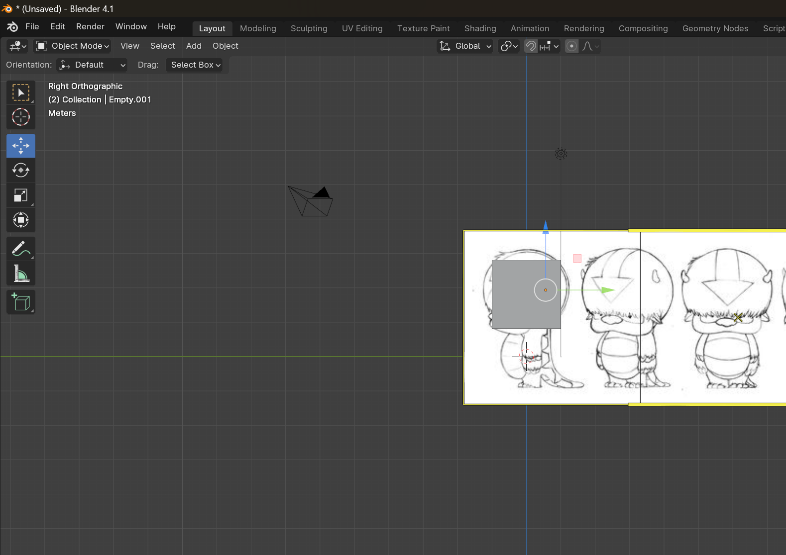 * (Unsaved) - Blender 4.1
File Edit Render Window Help Layout Modeling Sculpting UV Editing Texture Paint Shading Animation Rendering Compositing Geometry Nodes Script
Object Mode View Select Add Object Global
Orientation: Default Drag: Select Box
Right Orthographic
(2) Collection | Empty.001
Meters